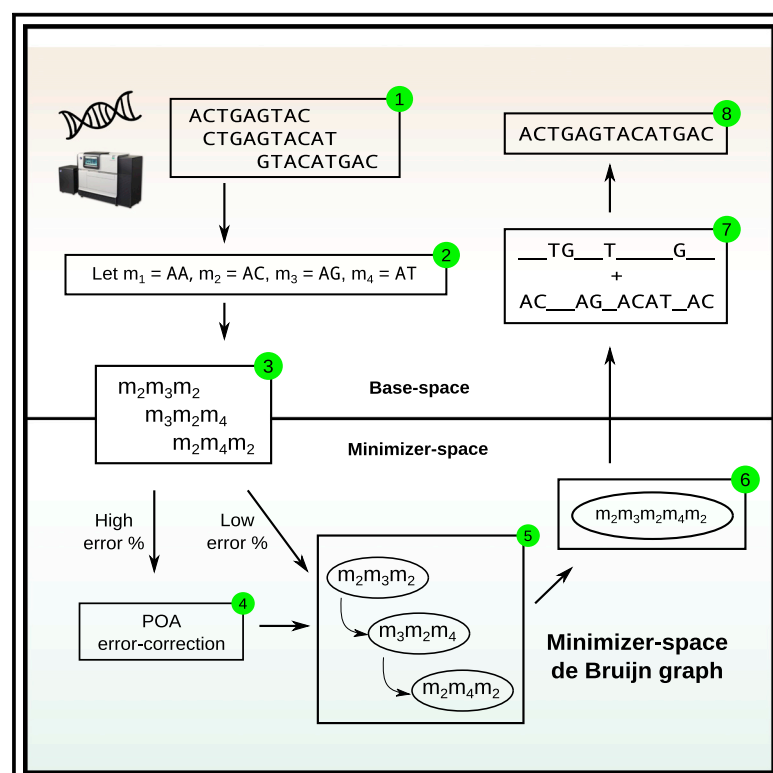 1
ACTGAGTAC
CTGAGTACAT
GTACATGAC
2
Let m₁ = AA, m₂ = AC, m₃ = AG, m₄ = AT
3
m₂m₃m₂
m₃m₂m₄
m₂m₄m₂
Base-space
Minimizer-space
High
error %
Low
error %
4
POA
error-correction
5
m₂m₃m₂
m₃m₂m₄
m₂m₄m₂
Minimizer-space
de Bruijn graph
6
m₂m₃m₂m₄m₂
7
__TG__T____G__
+
AC__AG_ACAT_AC
8
ACTGAGTACATGAC